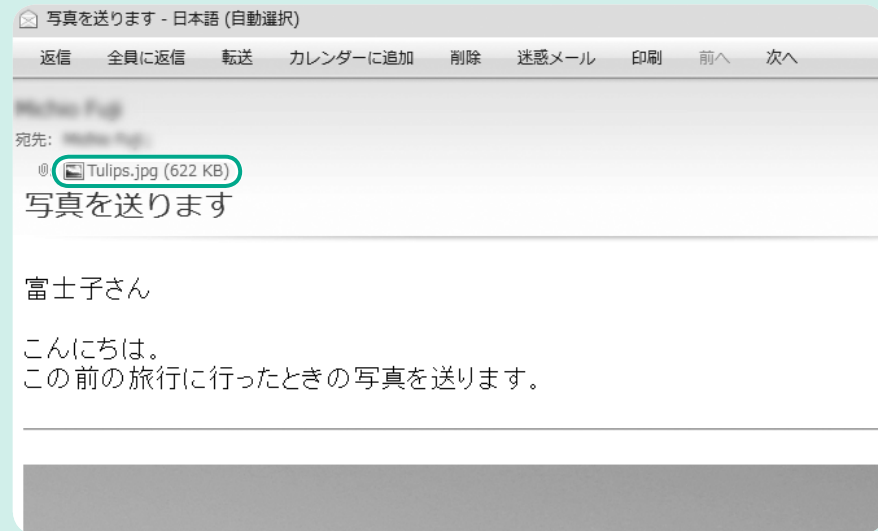 写真を送ります - 日本語 (自動選択)
返信 全員に返信 転送 カレンダーに追加 削除 迷惑メール 印刷 前へ 次へ
宛先:
Tulips.jpg (622 KB)
写真を送ります
富士子さん
こんにちは。
この前の旅行に行ったときの写真を送ります。